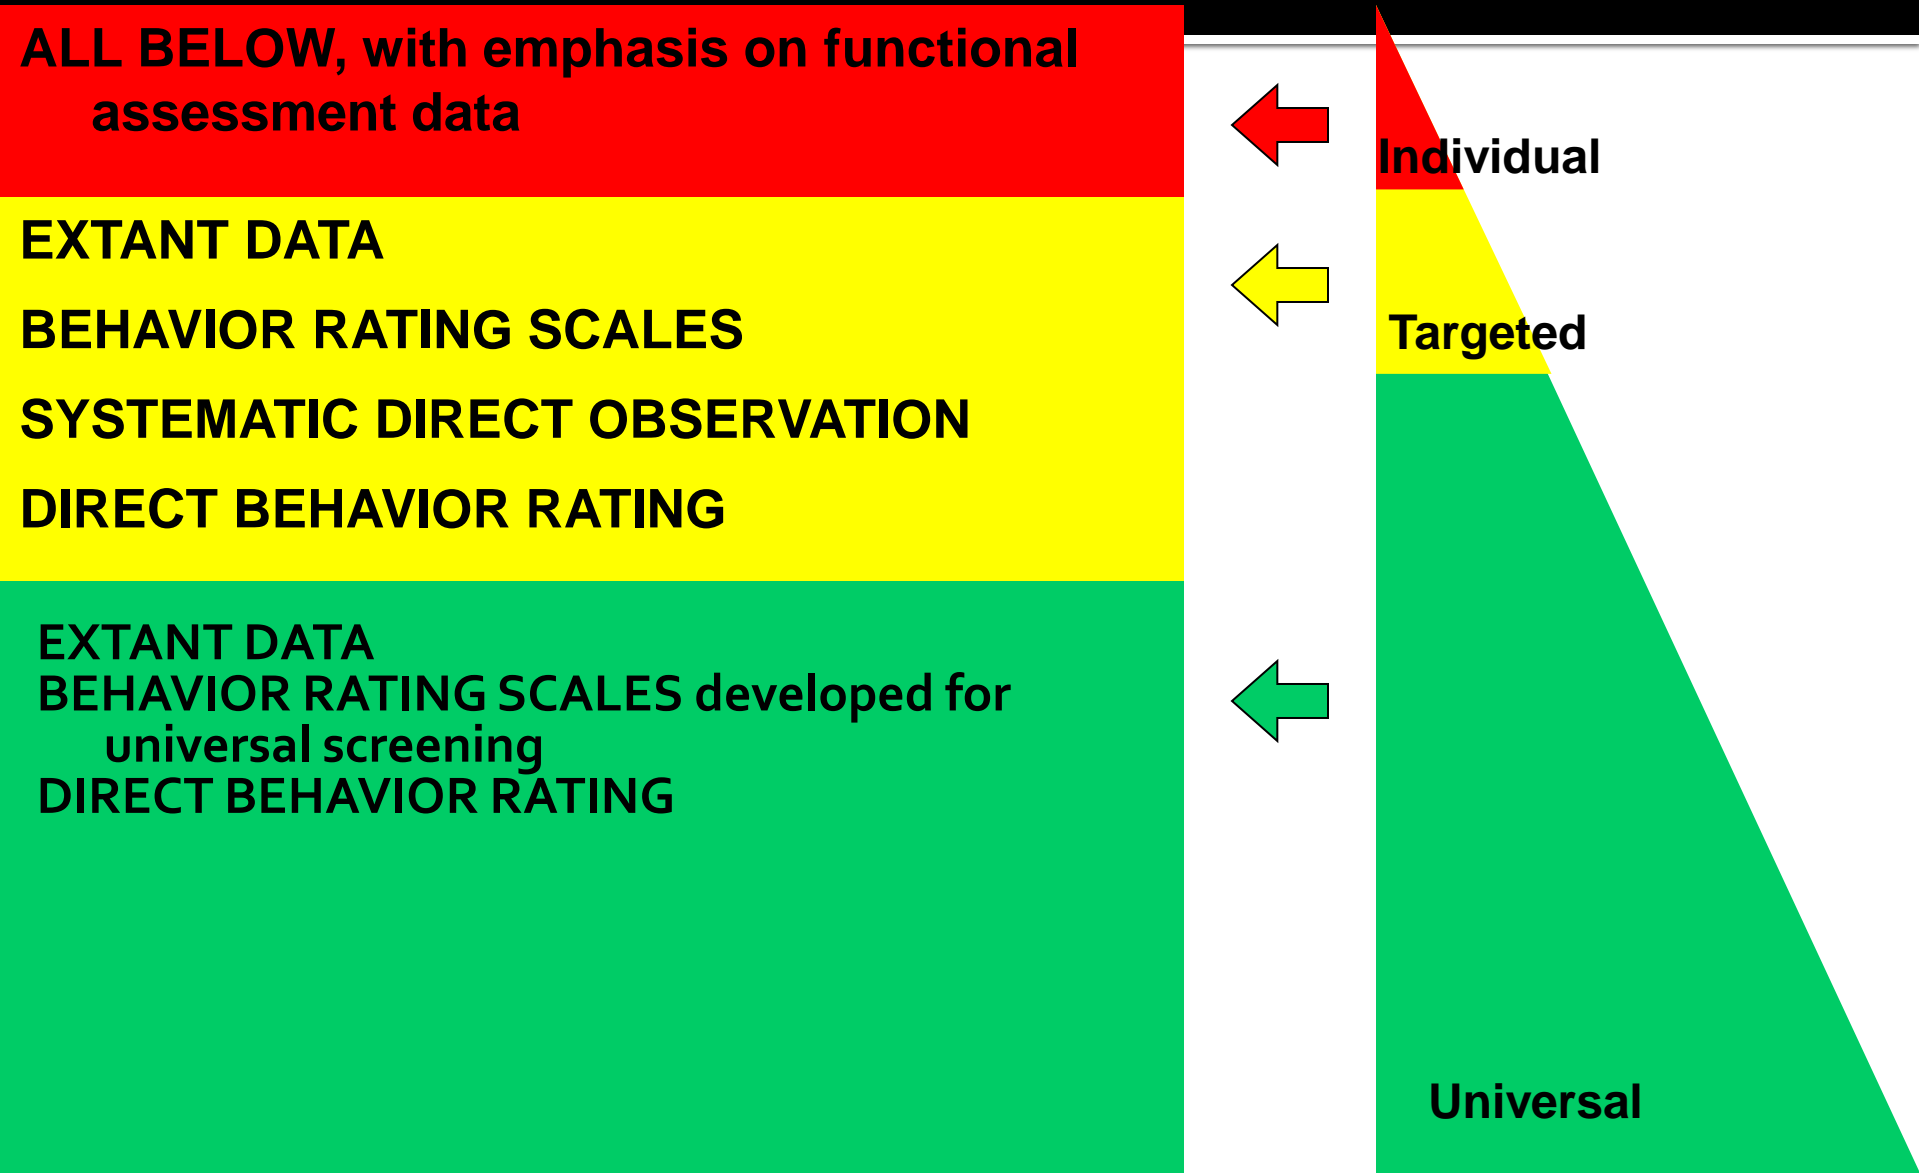 ALL BELOW, with emphasis on functional
assessment data
EXTANT DATA
BEHAVIOR RATING SCALES
SYSTEMATIC DIRECT OBSERVATION
DIRECT BEHAVIOR RATING
EXTANT DATA
BEHAVIOR RATING SCALES developed for
universal screening
DIRECT BEHAVIOR RATING
Individual
Targeted
Universal